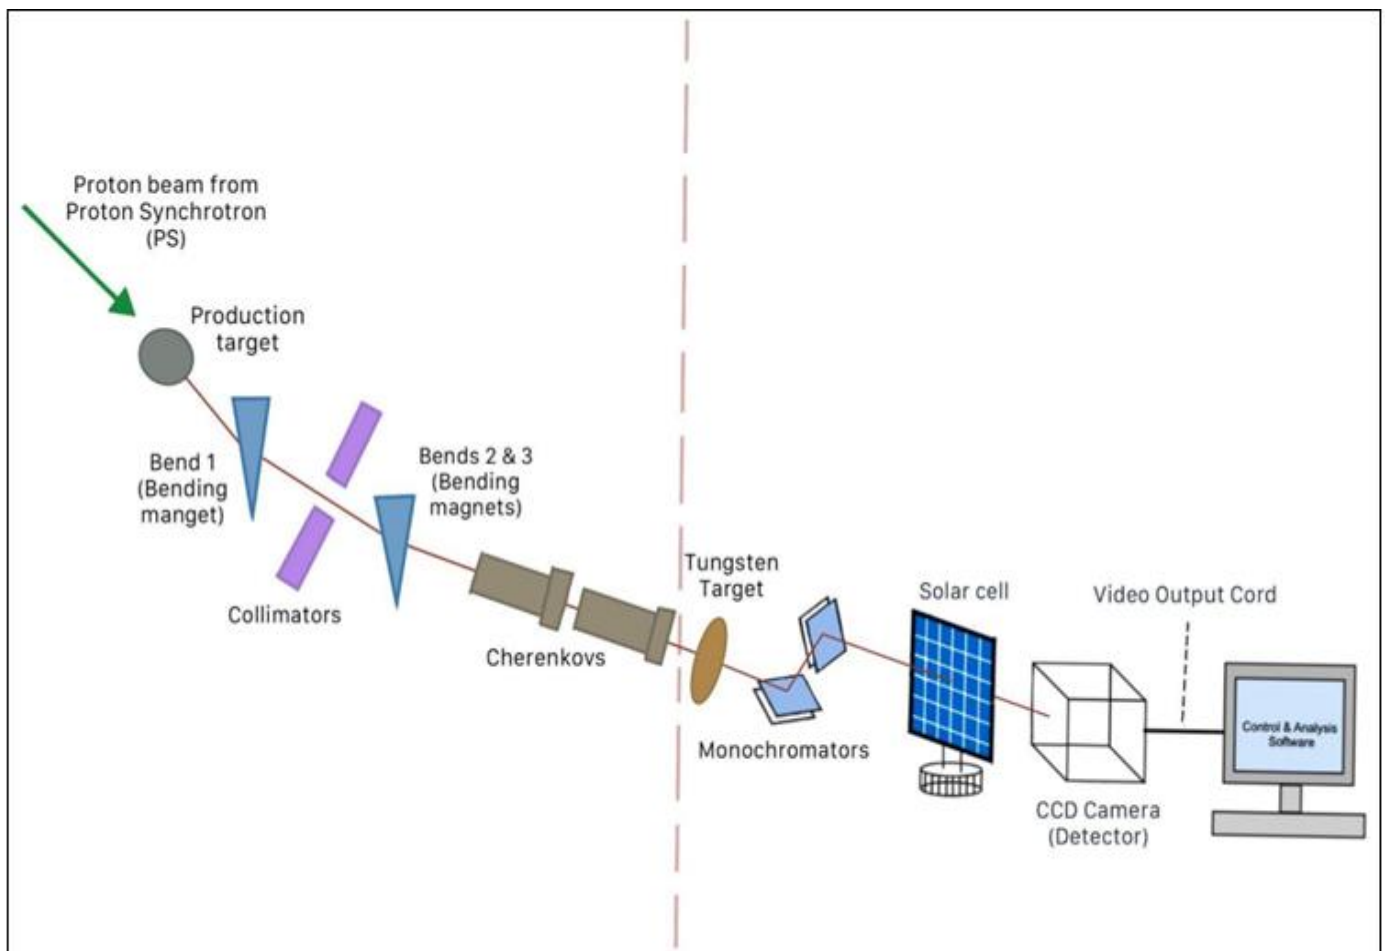 Proton beam from
Proton Synchrotron
(PS)
Production
target
Bend 1
(Bending
manget)
Collimators
Bends 2 & 3
(Bending
magnets)
Cherenkovs
Tungsten
Target
Monochromators
Solar cell
Video Output Cord
CCD Camera
(Detector)
Control & Analysis
Software